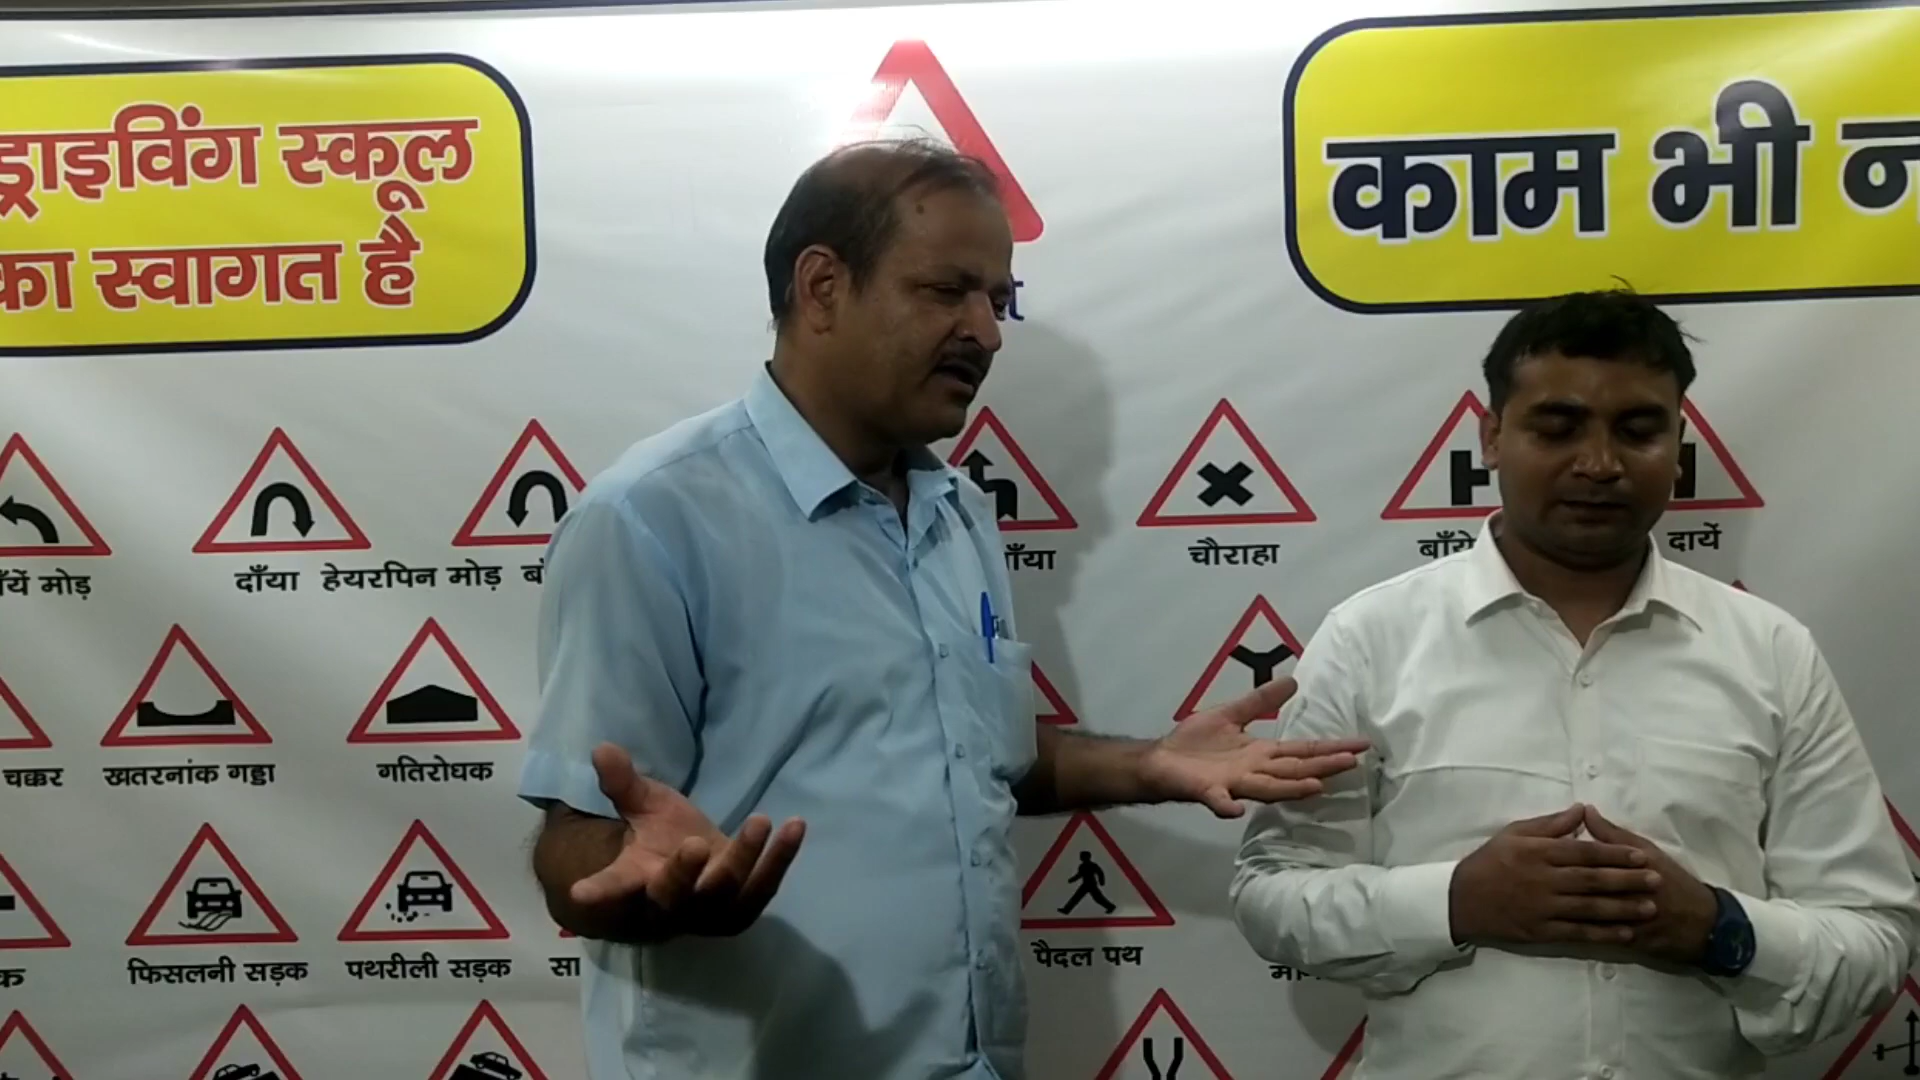 ड्राइविंग स्कूल
का स्वागत है
काम भी
मोड़
दाँया हेयरपिन मोड़
चौराहा
दायें
चक्कर
खतरनांक गड्डा
गतिरोधक
फिसलनी सड़क
पथरीली सड़क
पैदल पथ